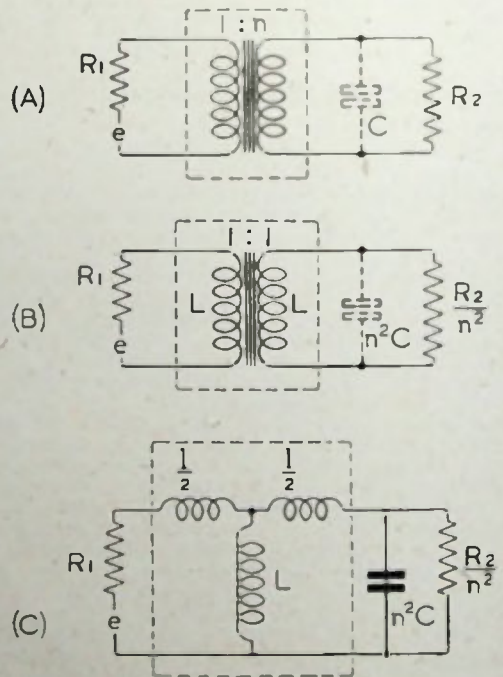 (A)
1 : n
R1
e
C
R2
(B)
1 : 1
R1
e
L L
n²C
R2/n²
(C)
l/2 l/2
R1
e
L
n²C
R2/n²